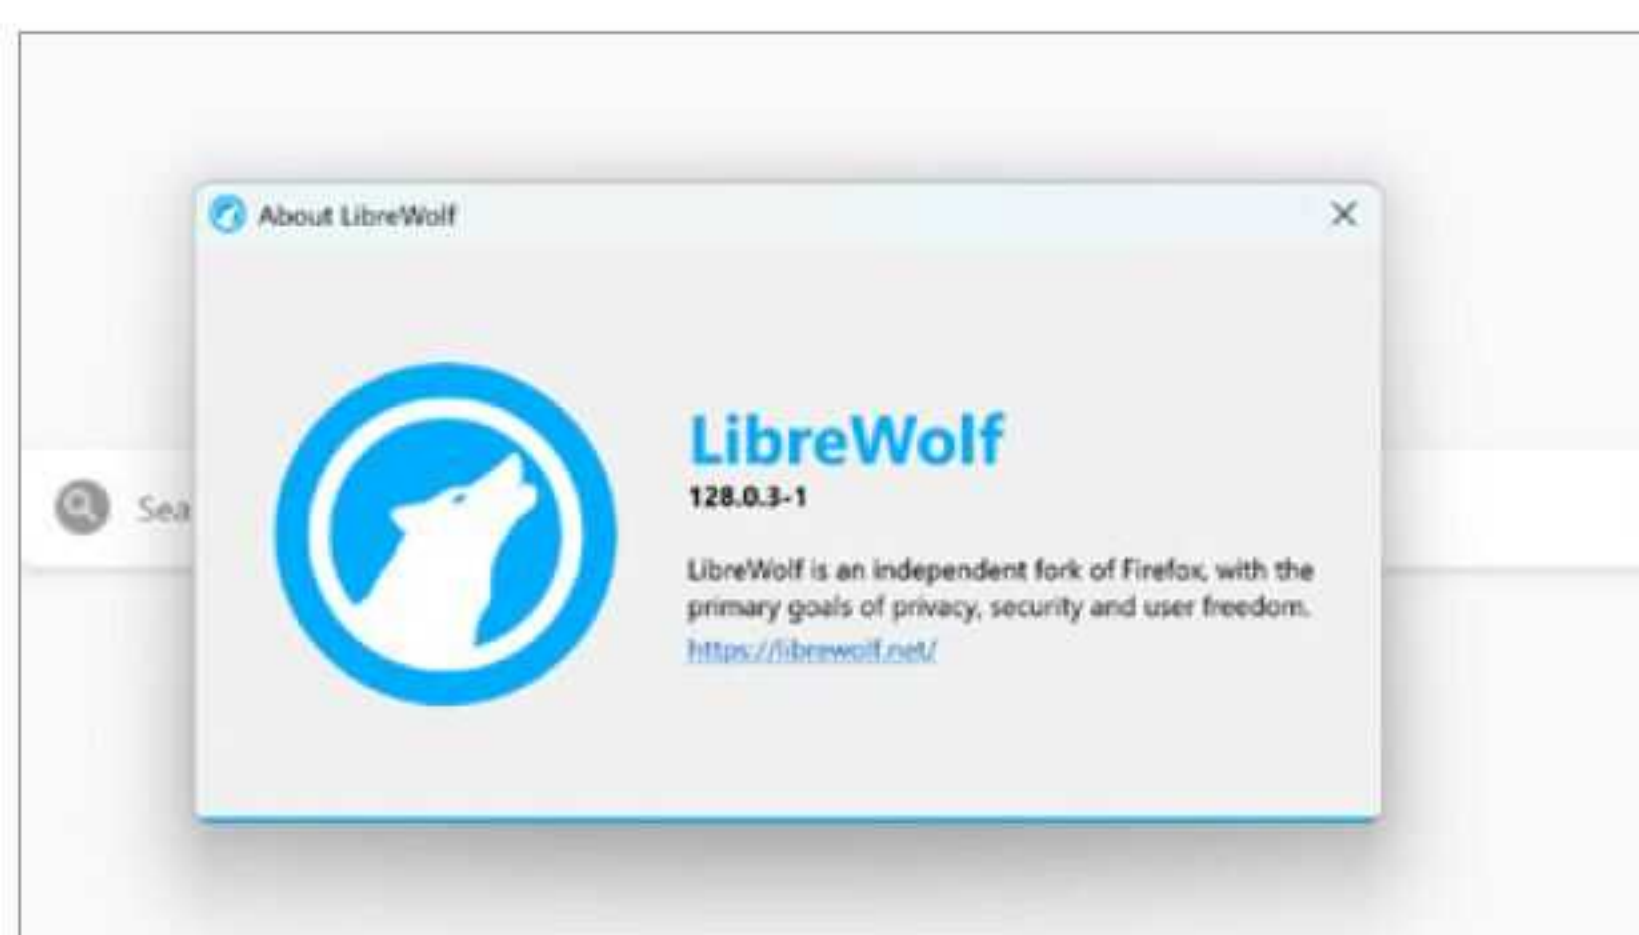 About LibreWolf
LibreWolf
128.0.3-1
Sea
LibreWolf is an independent fork of Firefox, with the
primary goals of privacy, security and user freedom.
https://librewolf.net/